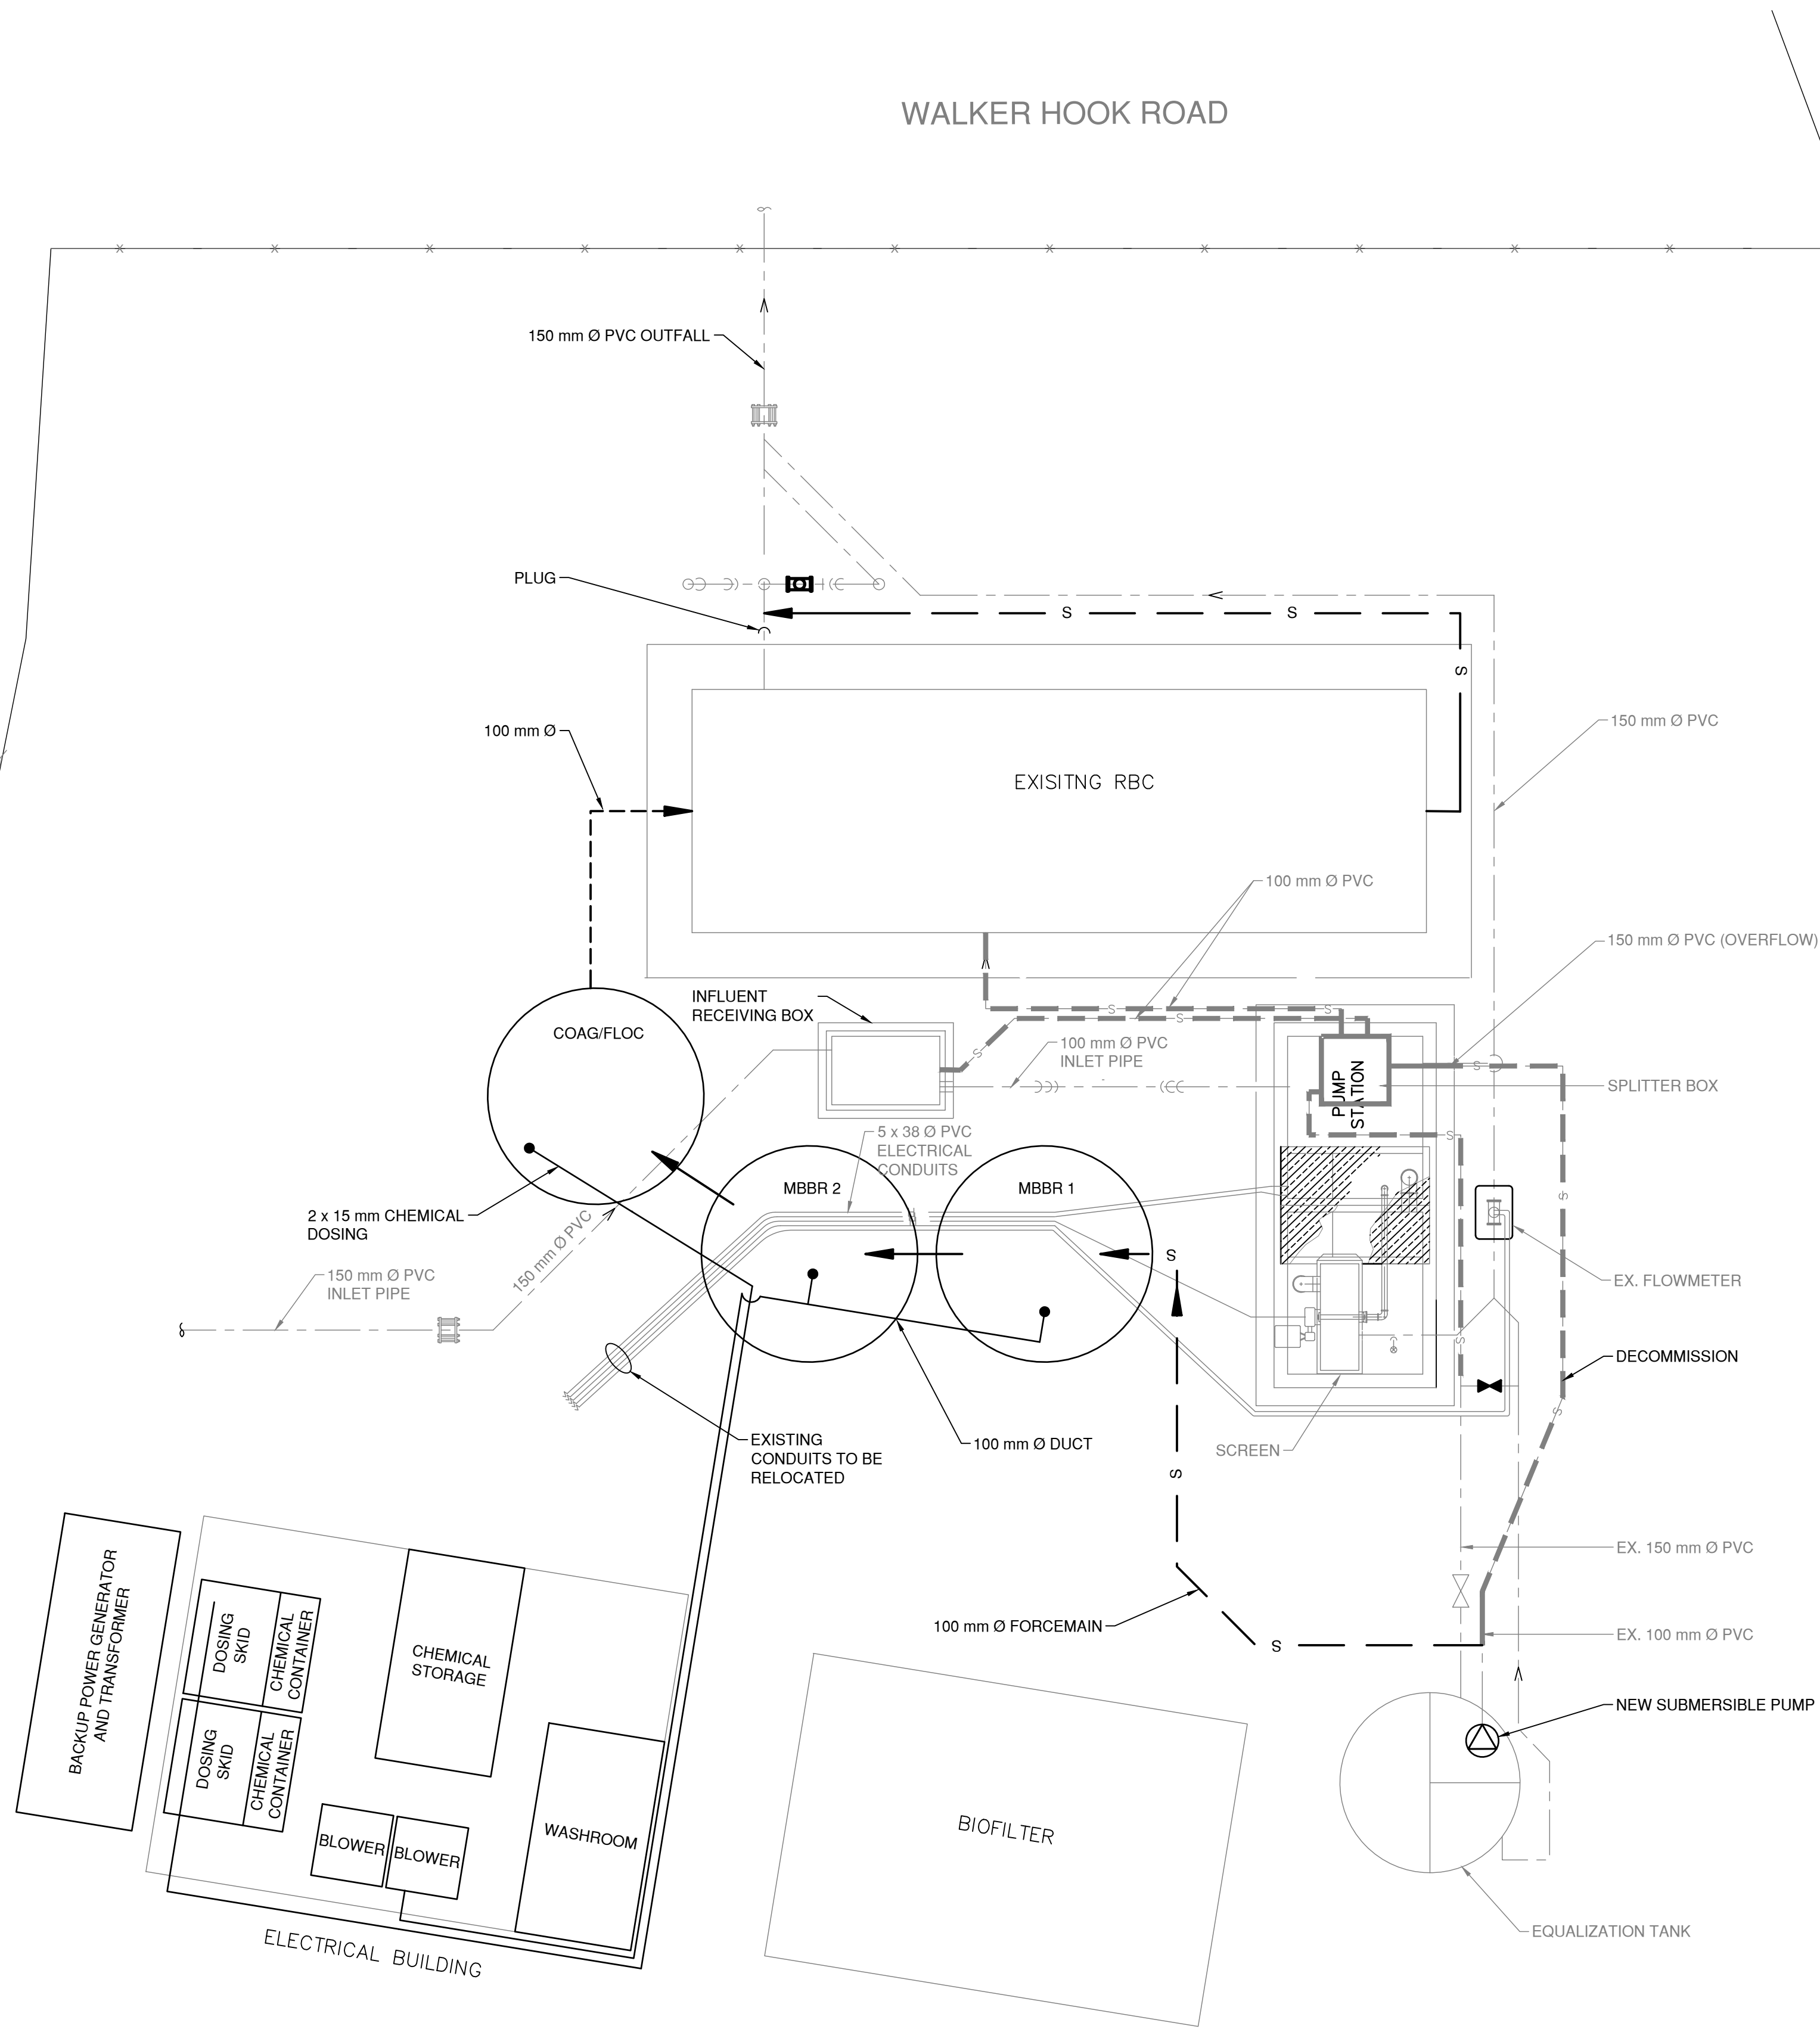 WALKER HOOK ROAD
150 mm Ø PVC OUTFALL
PLUG
S
S
S
100 mm Ø
150 mm Ø PVC
EXISITNG RBC
100 mm Ø PVC
150 mm Ø PVC (OVERFLOW)
INFLUENT
RECEIVING BOX
S
S
S
S
COAG/FLOC
100 mm Ø PVC
INLET PIPE
S
PUMP
STATION
SPLITTER BOX
5 x 38 Ø PVC
ELECTRICAL
CONDUITS
S
MBBR 2
MBBR 1
S
2 x 15 mm CHEMICAL
DOSING
150 mm Ø PVC
S
150 mm Ø PVC
INLET PIPE
EX. FLOWMETER
S
DECOMMISSION
S
EXISTING
CONDUITS TO BE
RELOCATED
100 mm Ø DUCT
SCREEN
S
BACKUP POWER GENERATOR
AND TRANSFORMER
DOSING
SKID
CHEMICAL
CONTAINER
CHEMICAL
STORAGE
EX. 150 mm Ø PVC
100 mm Ø FORCEMAIN
S
EX. 100 mm Ø PVC
DOSING
SKID
CHEMICAL
CONTAINER
NEW SUBMERSIBLE PUMP
BLOWER
BLOWER
WASHROOM
BIOFILTER
EQUALIZATION TANK
ELECTRICAL BUILDING